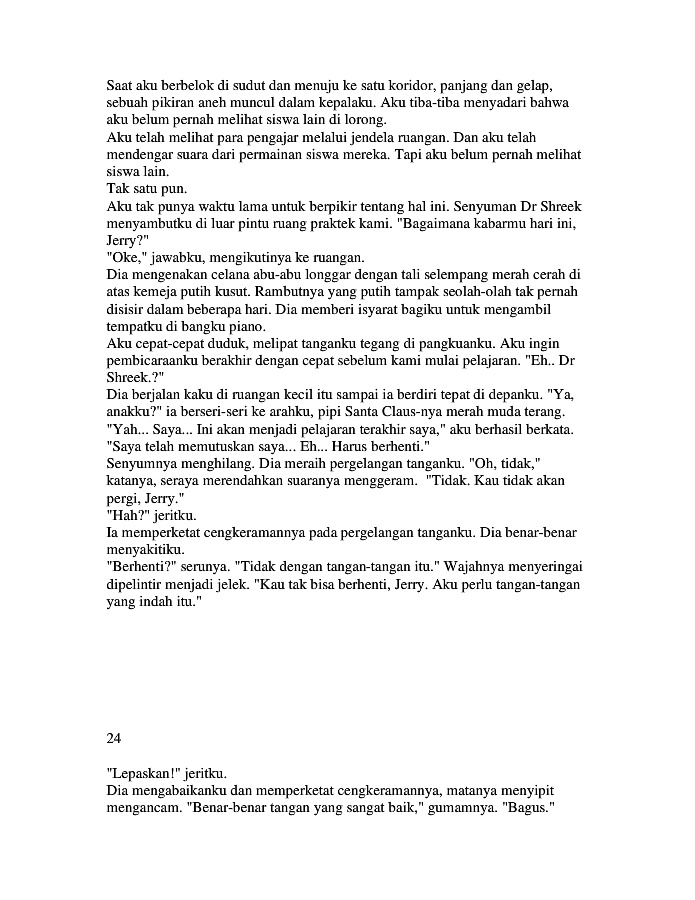 Saat aku berbelok di sudut dan menuju ke satu koridor, panjang dan gelap,
sebuah pikiran aneh muncul dalam kepalaku. Aku tiba-tiba menyadari bahwa
aku belum pernah melihat siswa lain di lorong.
Aku telah melihat para pengajar melalui jendela ruangan. Dan aku telah
mendengar suara dari permainan siswa mereka. Tapi aku belum pernah melihat
siswa lain.
Tak satu pun.
Aku tak punya waktu lama untuk berpikir tentang hal ini. Senyuman Dr Shreek
menyambutku di luar pintu ruang praktek kami. "Bagaimana kabarmu hari ini,
Jerry?"
"Oke," jawabku, mengikutinya ke ruangan.
Dia mengenakan celana abu-abu longgar dengan tali selempang merah cerah di
atas kemeja putih kusut. Rambutnya yang putih tampak seolah-olah tak pernah
disisir dalam beberapa hari. Dia memberi isyarat bagiku untuk mengambil
tempatku di bangku piano.
Aku cepat-cepat duduk, melipat tanganku tegang di pangkuanku. Aku ingin
pembicaraanku berakhir dengan cepat sebelum kami mulai pelajaran. "Eh.. Dr
Shreek.?"
Dia berjalan kaku di ruangan kecil itu sampai ia berdiri tepat di depanku. "Ya,
anakku?" ia berseri-seri ke arahku, pipi Santa Claus-nya merah muda terang.
"Yah... Saya... Ini akan menjadi pelajaran terakhir saya," aku berhasil berkata.
"Saya telah memutuskan saya... Eh... Harus berhenti."
Senyumnya menghilang. Dia meraih pergelangan tanganku. "Oh, tidak,"
katanya, seraya merendahkan suaranya menggeram.  "Tidak. Kau tidak akan
pergi, Jerry."
"Hah?" jeritku.
Ia memperketat cengkeramannya pada pergelangan tanganku. Dia benar-benar
menyakitiku.
"Berhenti?" serunya. "Tidak dengan tangan-tangan itu." Wajahnya menyeringai
dipelintir menjadi jelek. "Kau tak bisa berhenti, Jerry. Aku perlu tangan-tangan
yang indah itu."
24
"Lepaskan!" jeritku.
Dia mengabaikanku dan memperketat cengkeramannya, matanya menyipit
mengancam. "Benar-benar tangan yang sangat baik," gumamnya. "Bagus."